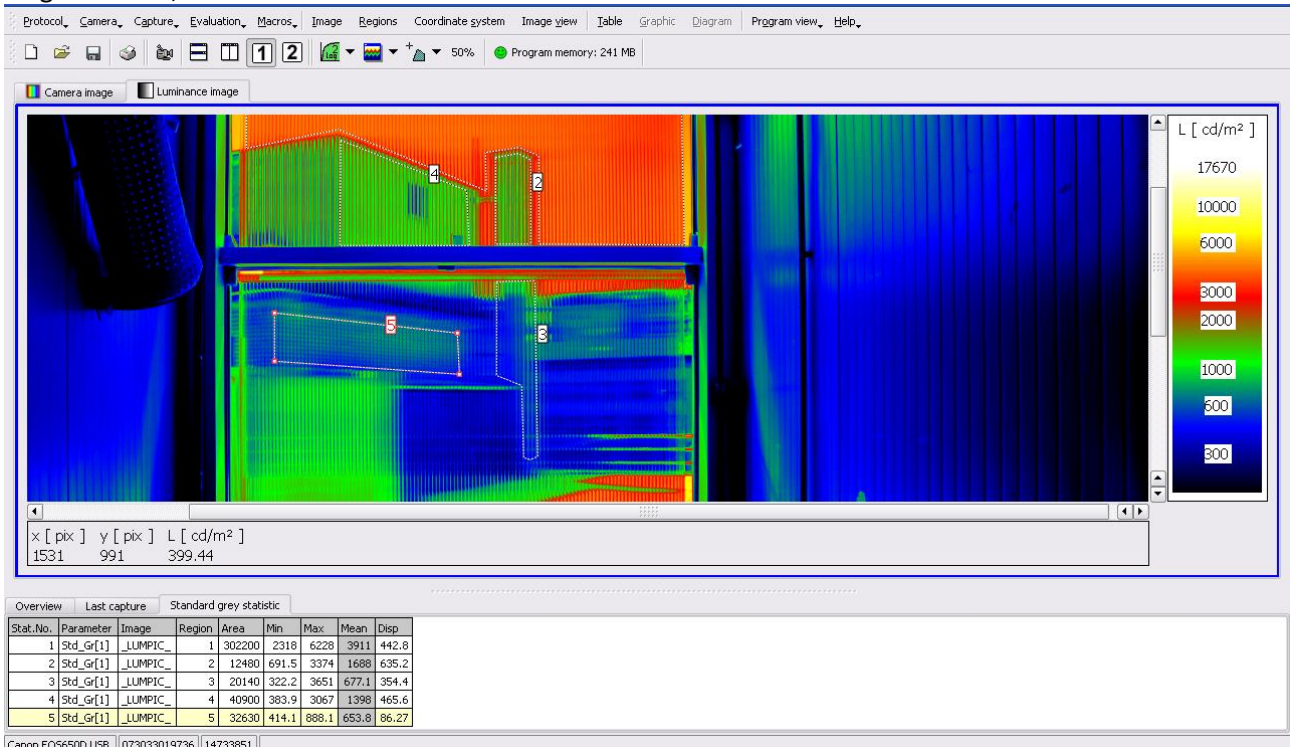 Protocol Camera Capture Evaluation Macros Image Regions Coordinate system Image view Table Graphic Diagram Program view Help
1 2 50% Program memory: 241 MB
Camera image Luminance image
L [ cd/m² ]
17670
10000
6000
3000
2000
1000
600
300
4
2
5
3
x [ pix ] y [ pix ] L [ cd/m² ]
1531 991 399.44
Overview Last capture Standard grey statistic
Stat.No. Parameter Image Region Area Min Max Mean Disp
1 Std_Gr[1] _LUMPIC_ 1 302200 2318 6228 3911 442.8
2 Std_Gr[1] _LUMPIC_ 2 12480 691.5 3374 1688 635.2
3 Std_Gr[1] _LUMPIC_ 3 20140 322.2 3651 677.1 354.4
4 Std_Gr[1] _LUMPIC_ 4 40900 383.9 3067 1398 465.6
5 Std_Gr[1] _LUMPIC_ 5 32630 414.1 888.1 653.8 86.27
Canon EOS650D USB 073033019736 14733851